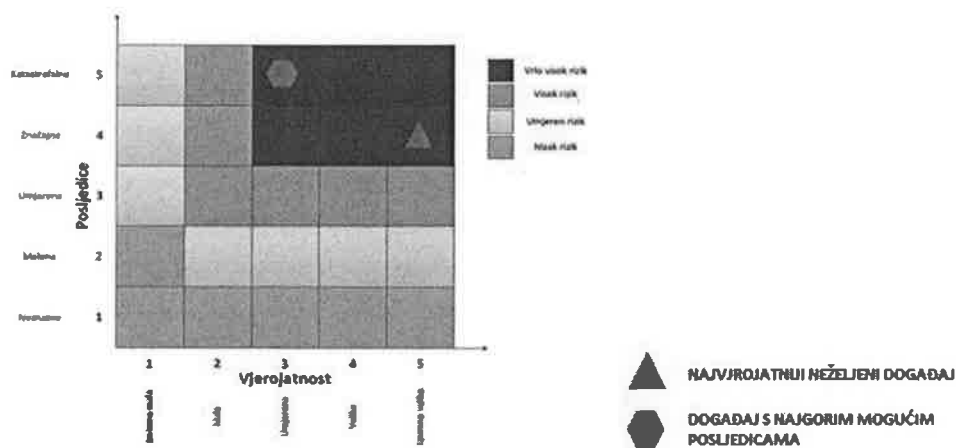 Katastrofalne 5
Značajne 4
Umjerene 3
Malene 2
1
Posljedice
1 2 3 4 5
Vjerojatnost
Mala
Umjerena
Velika
Vrlo visok rizik
Visok rizik
Umjeren rizik
Nizak rizik
NAJVJROJATNIJI NEŽELJENI DOGAĐAJ
DOGAĐAJ S NAJGORIM MOGUĆIM
POSLJEDICAMA